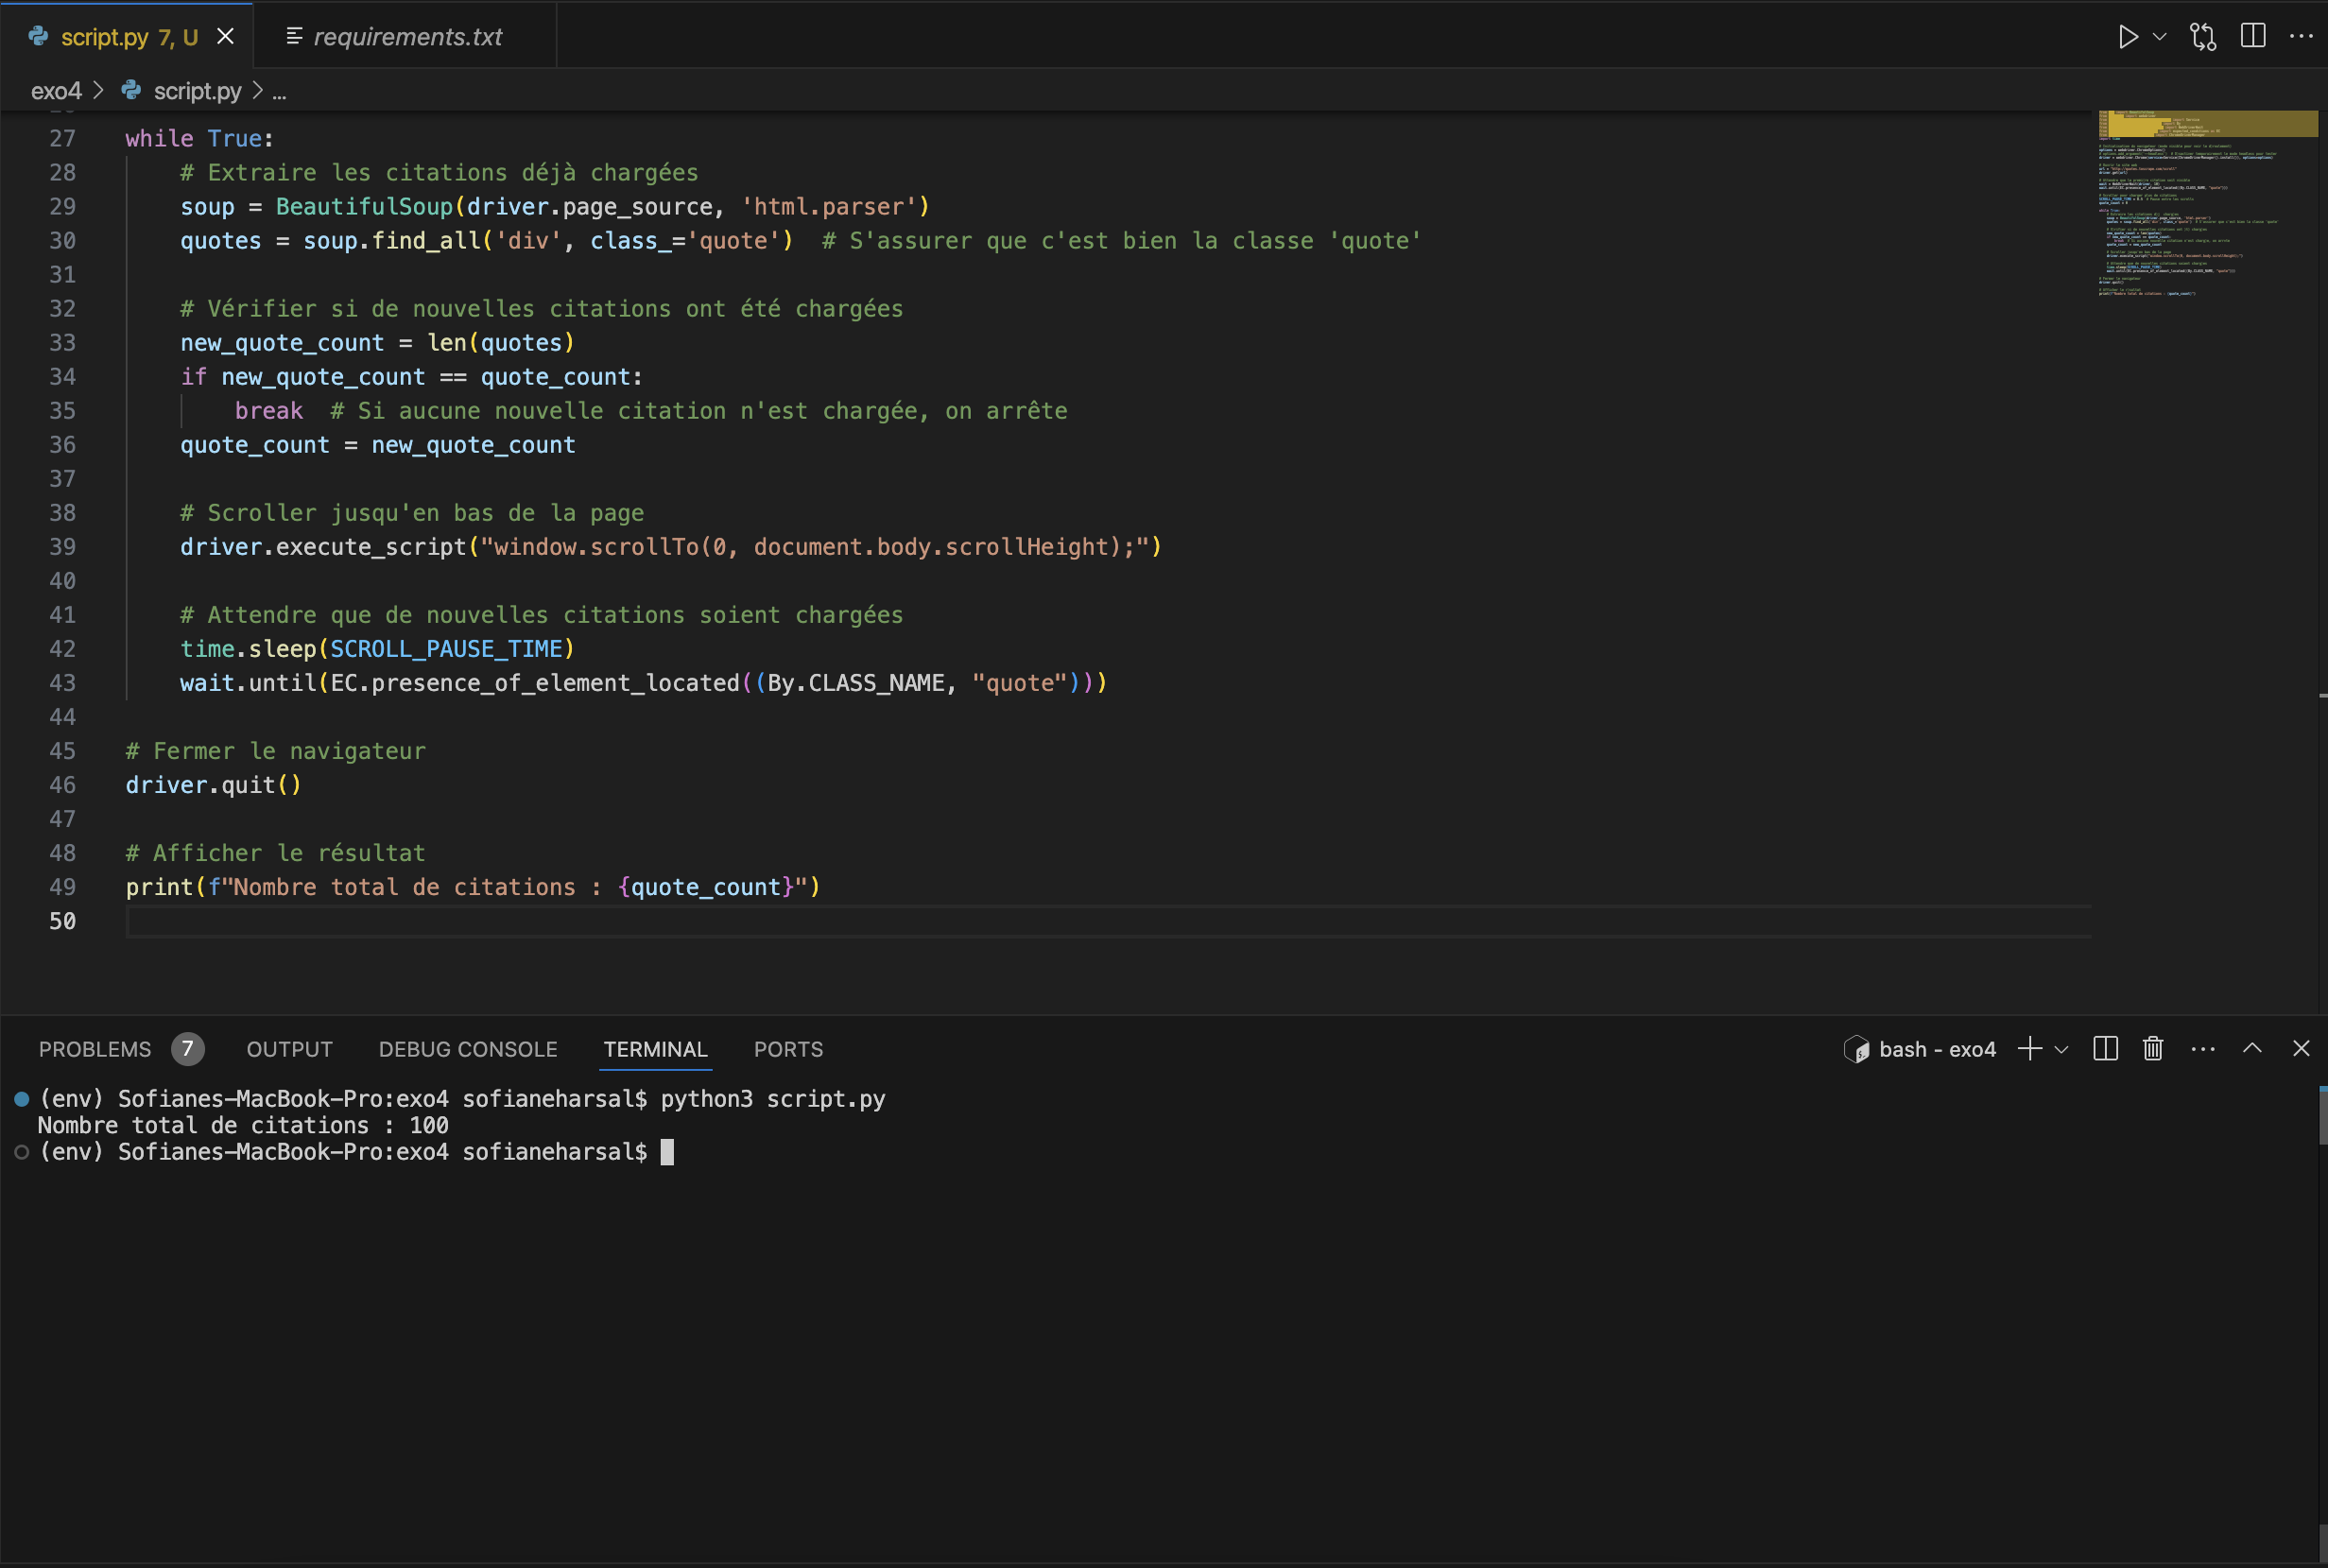 script.py 7, U
requirements.txt
exo4 > script.py > ...
27 while True:
28 # Extraire les citations déjà chargées
29 soup = BeautifulSoup(driver.page_source, 'html.parser')
30 quotes = soup.find_all('div', class_='quote')  # S'assurer que c'est bien la classe 'quote'
31
32 # Vérifier si de nouvelles citations ont été chargées
33 new_quote_count = len(quotes)
34 if new_quote_count == quote_count:
35 break  # Si aucune nouvelle citation n'est chargée, on arrête
36 quote_count = new_quote_count
37
38 # Scroller jusqu'en bas de la page
39 driver.execute_script("window.scrollTo(0, document.body.scrollHeight);")
40
41 # Attendre que de nouvelles citations soient chargées
42 time.sleep(SCROLL_PAUSE_TIME)
43 wait.until(EC.presence_of_element_located((By.CLASS_NAME, "quote")))
44
45 # Fermer le navigateur
46 driver.quit()
47
48 # Afficher le résultat
49 print(f"Nombre total de citations : {quote_count}")
50
PROBLEMS 7 OUTPUT DEBUG CONSOLE TERMINAL PORTS
bash - exo4
(env) Sofianes-MacBook-Pro:exo4 sofianeharsal$ python3 script.py
Nombre total de citations : 100
(env) Sofianes-MacBook-Pro:exo4 sofianeharsal$